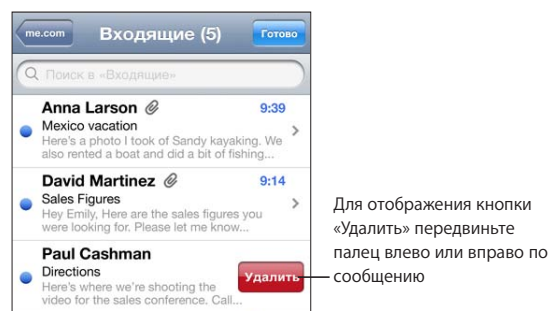 me.com Входящие (5) Готово
Поиск в «Входящие»
Anna Larson 9:39
Mexico vacation
Here's a photo I took of Sandy kayaking. We
also rented a boat and did a bit of fishing...
David Martinez 9:14
Sales Figures
Hey Emily, Here are the sales figures you
were looking for. Please let me know...
Paul Cashman
Directions
Here's where we're shooting the
video for the sales conference. Call...
Удалить
Для отображения кнопки
«Удалить» передвиньте
палец влево или вправо по
сообщению